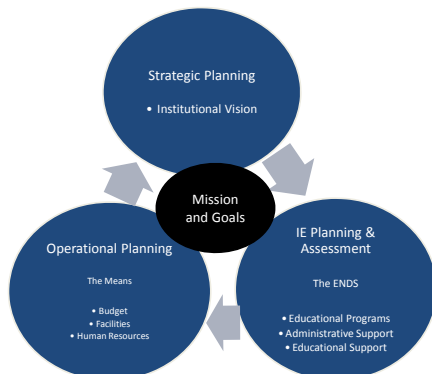 Strategic Planning
• Institutional Vision
Mission
and Goals
Operational Planning
The Means
• Budget
• Facilities
• Human Resources
IE Planning &
Assessment
The ENDS
• Educational Programs
• Administrative Support
• Educational Support